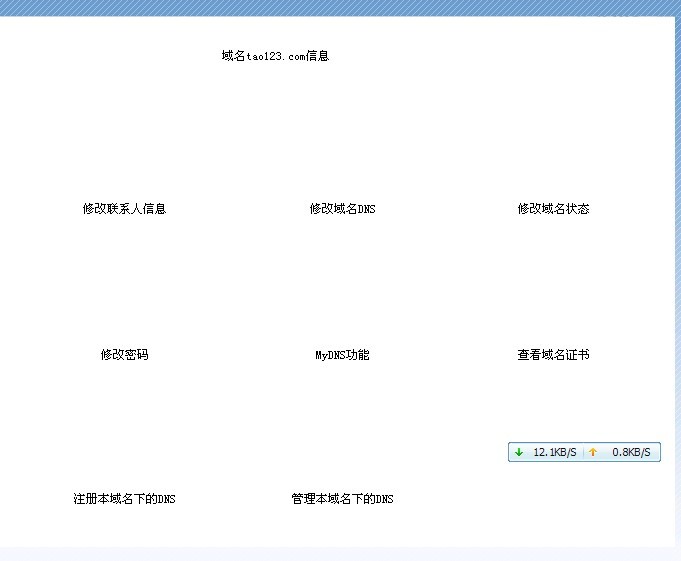 域名tao123.com信息
修改联系人信息 修改域名DNS 修改域名状态
修改密码 MyDNS功能 查看域名证书
12.1KB/S 0.8KB/S
注册本域名下的DNS 管理本域名下的DNS